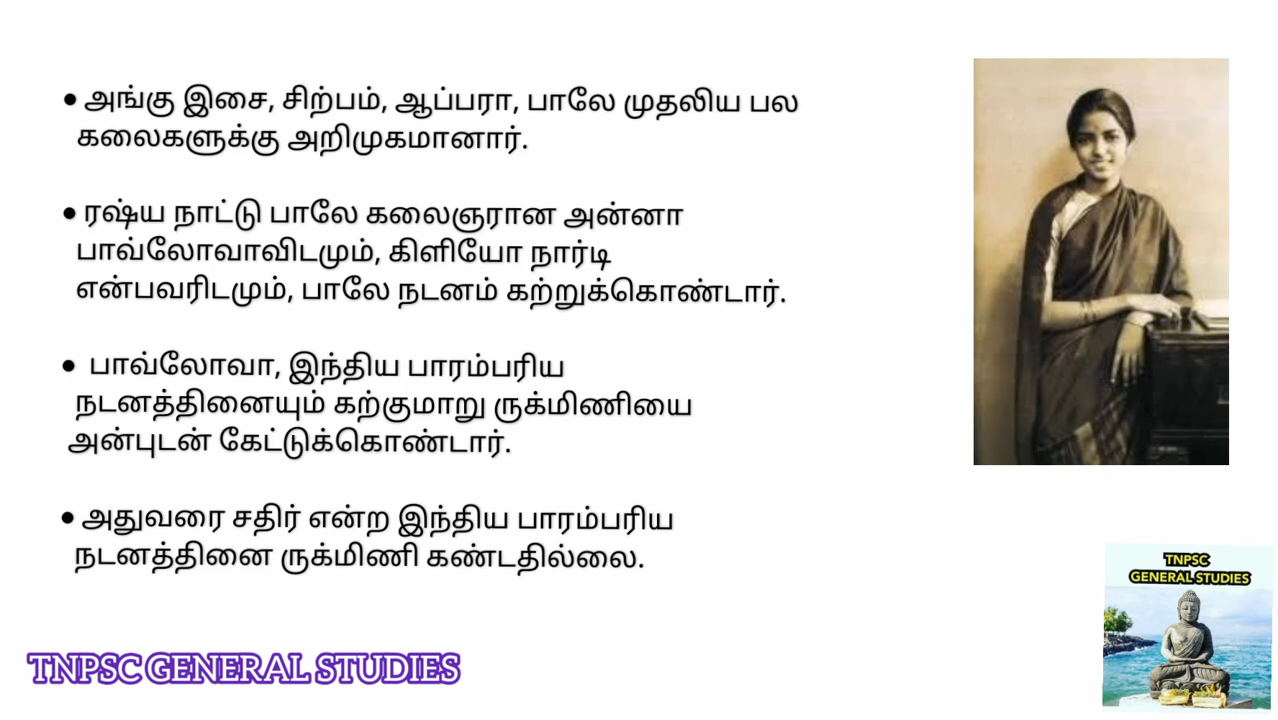 • அங்கு இசை, சிற்பம், ஆப்பரா, பாலே முதலிய பல
கலைகளுக்கு அறிமுகமானார்.
• ரஷ்ய நாட்டு பாலே கலைஞரான அன்னா
பாவ்லோவாவிடமும், கிளியோ நார்டி
என்பவரிடமும், பாலே நடனம் கற்றுக்கொண்டார்.
• பாவ்லோவா, இந்திய பாரம்பரிய
நடனத்தினையும் கற்குமாறு ருக்மிணியை
அன்புடன் கேட்டுக்கொண்டார்.
• அதுவரை சதிர் என்ற இந்திய பாரம்பரிய
நடனத்தினை ருக்மிணி கண்டதில்லை.
TNPSC
GENERAL STUDIES
TNPSC GENERAL STUDIES